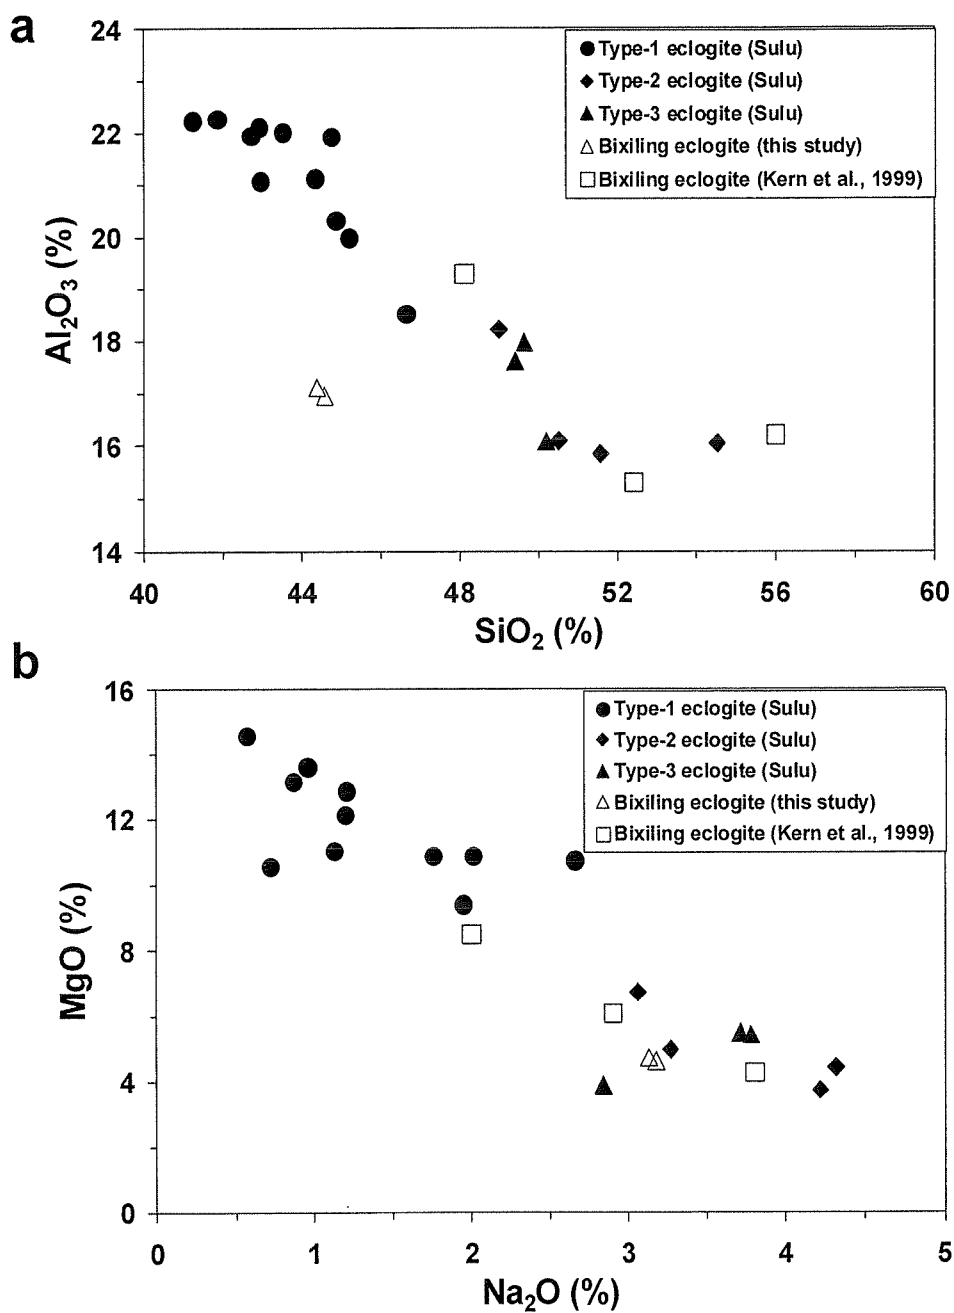 a
24
22
20
18
16
14
Al₂O₃ (%)
● Type-1 eclogite (Sulu)
◆ Type-2 eclogite (Sulu)
▲ Type-3 eclogite (Sulu)
△ Bixiling eclogite (this study)
□ Bixiling eclogite (Kern et al., 1999)
40 44 48 52 56 60
SiO₂ (%)
b
16
12
8
4
0
MgO (%)
● Type-1 eclogite (Sulu)
◆ Type-2 eclogite (Sulu)
▲ Type-3 eclogite (Sulu)
△ Bixiling eclogite (this study)
□ Bixiling eclogite (Kern et al., 1999)
0 1 2 3 4 5
Na₂O (%)